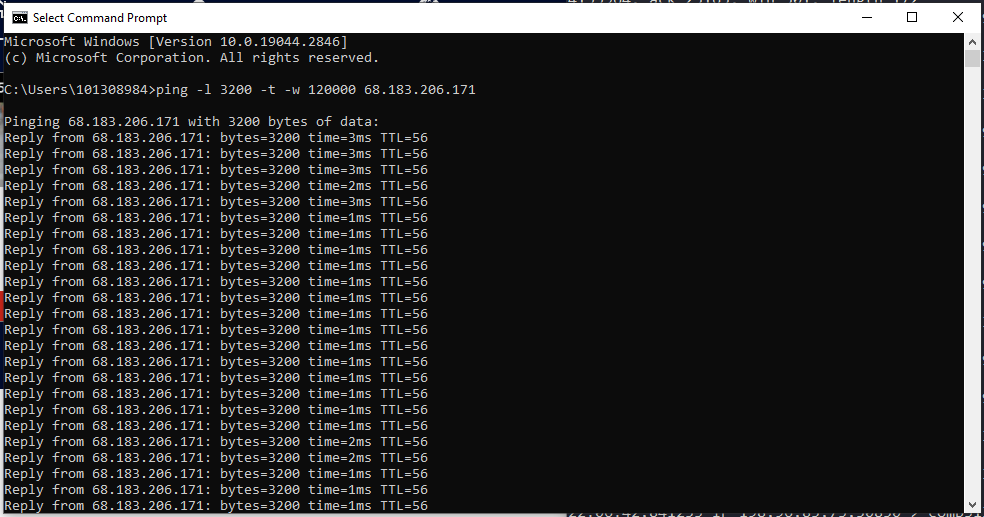 Select Command Prompt
Microsoft Windows [Version 10.0.19044.2846]
(c) Microsoft Corporation. All rights reserved.
C:\Users\101308984>ping -l 3200 -t -w 120000 68.183.206.171
Pinging 68.183.206.171 with 3200 bytes of data:
Reply from 68.183.206.171: bytes=3200 time=3ms TTL=56
Reply from 68.183.206.171: bytes=3200 time=3ms TTL=56
Reply from 68.183.206.171: bytes=3200 time=3ms TTL=56
Reply from 68.183.206.171: bytes=3200 time=2ms TTL=56
Reply from 68.183.206.171: bytes=3200 time=3ms TTL=56
Reply from 68.183.206.171: bytes=3200 time=1ms TTL=56
Reply from 68.183.206.171: bytes=3200 time=1ms TTL=56
Reply from 68.183.206.171: bytes=3200 time=1ms TTL=56
Reply from 68.183.206.171: bytes=3200 time=1ms TTL=56
Reply from 68.183.206.171: bytes=3200 time=1ms TTL=56
Reply from 68.183.206.171: bytes=3200 time=1ms TTL=56
Reply from 68.183.206.171: bytes=3200 time=1ms TTL=56
Reply from 68.183.206.171: bytes=3200 time=1ms TTL=56
Reply from 68.183.206.171: bytes=3200 time=1ms TTL=56
Reply from 68.183.206.171: bytes=3200 time=1ms TTL=56
Reply from 68.183.206.171: bytes=3200 time=1ms TTL=56
Reply from 68.183.206.171: bytes=3200 time=1ms TTL=56
Reply from 68.183.206.171: bytes=3200 time=1ms TTL=56
Reply from 68.183.206.171: bytes=3200 time=1ms TTL=56
Reply from 68.183.206.171: bytes=3200 time=2ms TTL=56
Reply from 68.183.206.171: bytes=3200 time=2ms TTL=56
Reply from 68.183.206.171: bytes=3200 time=1ms TTL=56
Reply from 68.183.206.171: bytes=3200 time=1ms TTL=56
Reply from 68.183.206.171: bytes=3200 time=1ms TTL=56